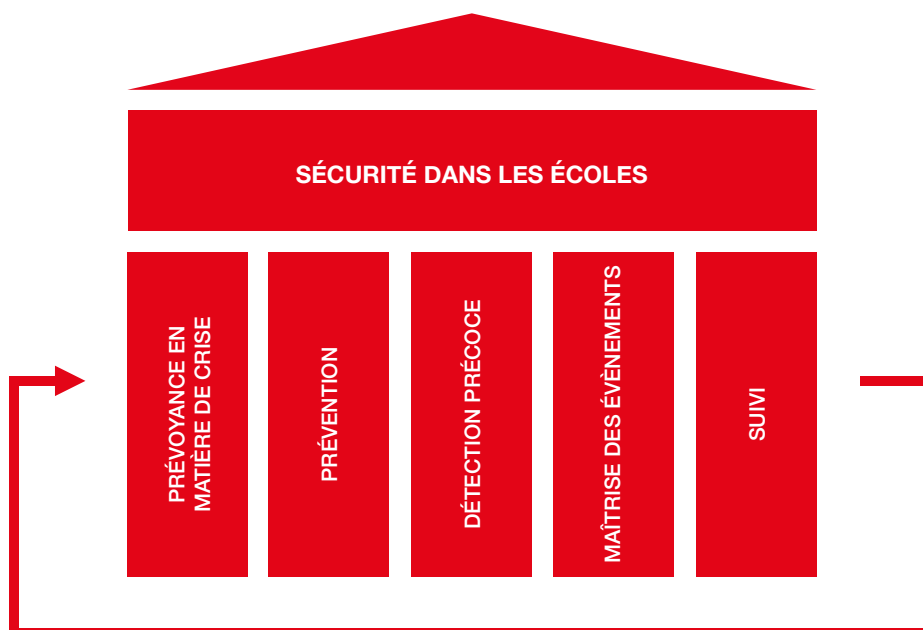 SÉCURITÉ DANS LES ÉCOLES
PRÉVOYANCE EN
MATIÈRE DE CRISE
PRÉVENTION
DÉTECTION PRÉCOCE
MAÎTRISE DES ÉVÈNEMENTS
SUIVI